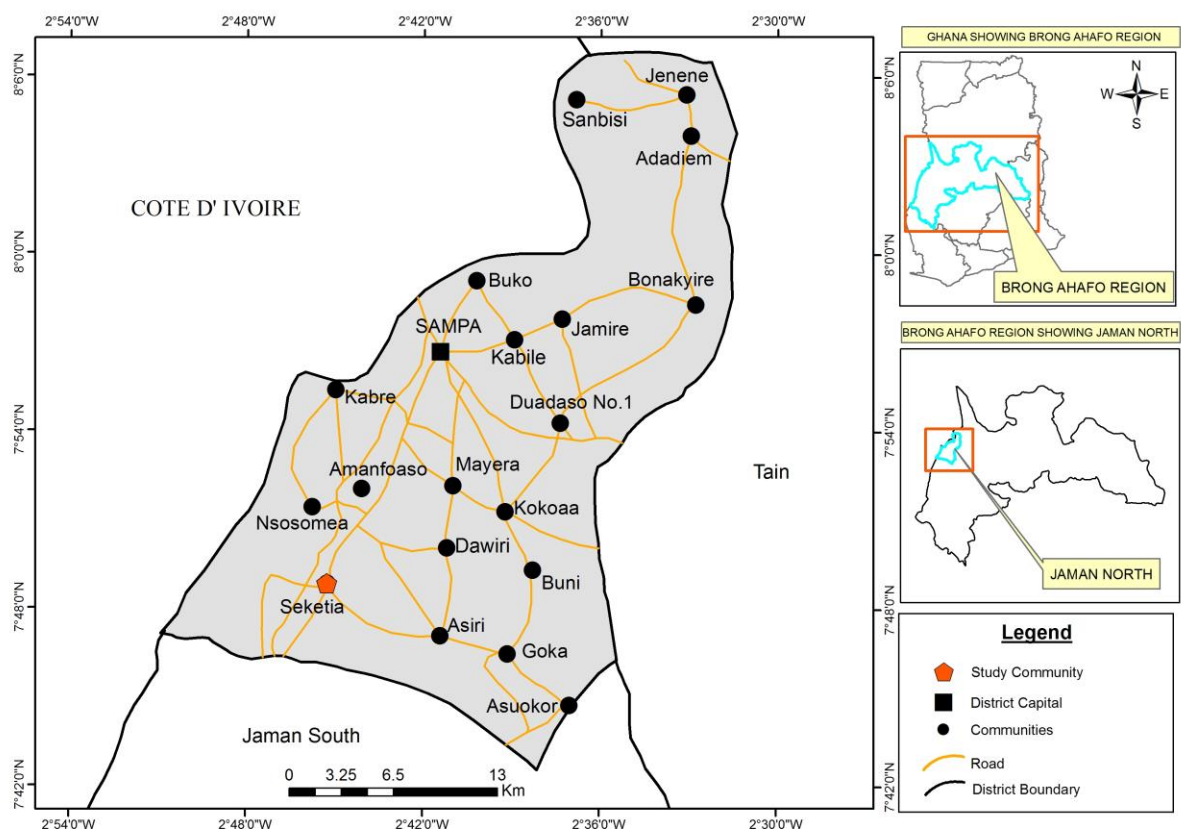 2°54'0"W 2°48'0"W 2°42'0"W 2°36'0"W 2°30'0"W
8°6'0"N
8°0'0"N
7°54'0"N
7°48'0"N
7°42'0"N
COTE D' IVOIRE
Jenene
Sanbisi
Adadiem
Buko
Bonakyire
SAMPA
Jamire
Kabile
Kabre
Duadaso No.1
Amanfoaso
Mayera
Tain
Nsosomea
Kokoaa
Dawiri
Buni
Seketia
Asiri
Goka
Asuokor
Jaman South
0 3.25 6.5 13
Km
8°6'0"N
8°0'0"N
7°54'0"N
7°48'0"N
7°42'0"N
2°54'0"W 2°48'0"W 2°42'0"W 2°36'0"W 2°30'0"W
GHANA SHOWING BRONG AHAFO REGION
N
W E
S
BRONG AHAFO REGION
BRONG AHAFO REGION SHOWING JAMAN NORTH
JAMAN NORTH
Legend
Study Community
District Capital
Communities
Road
District Boundary